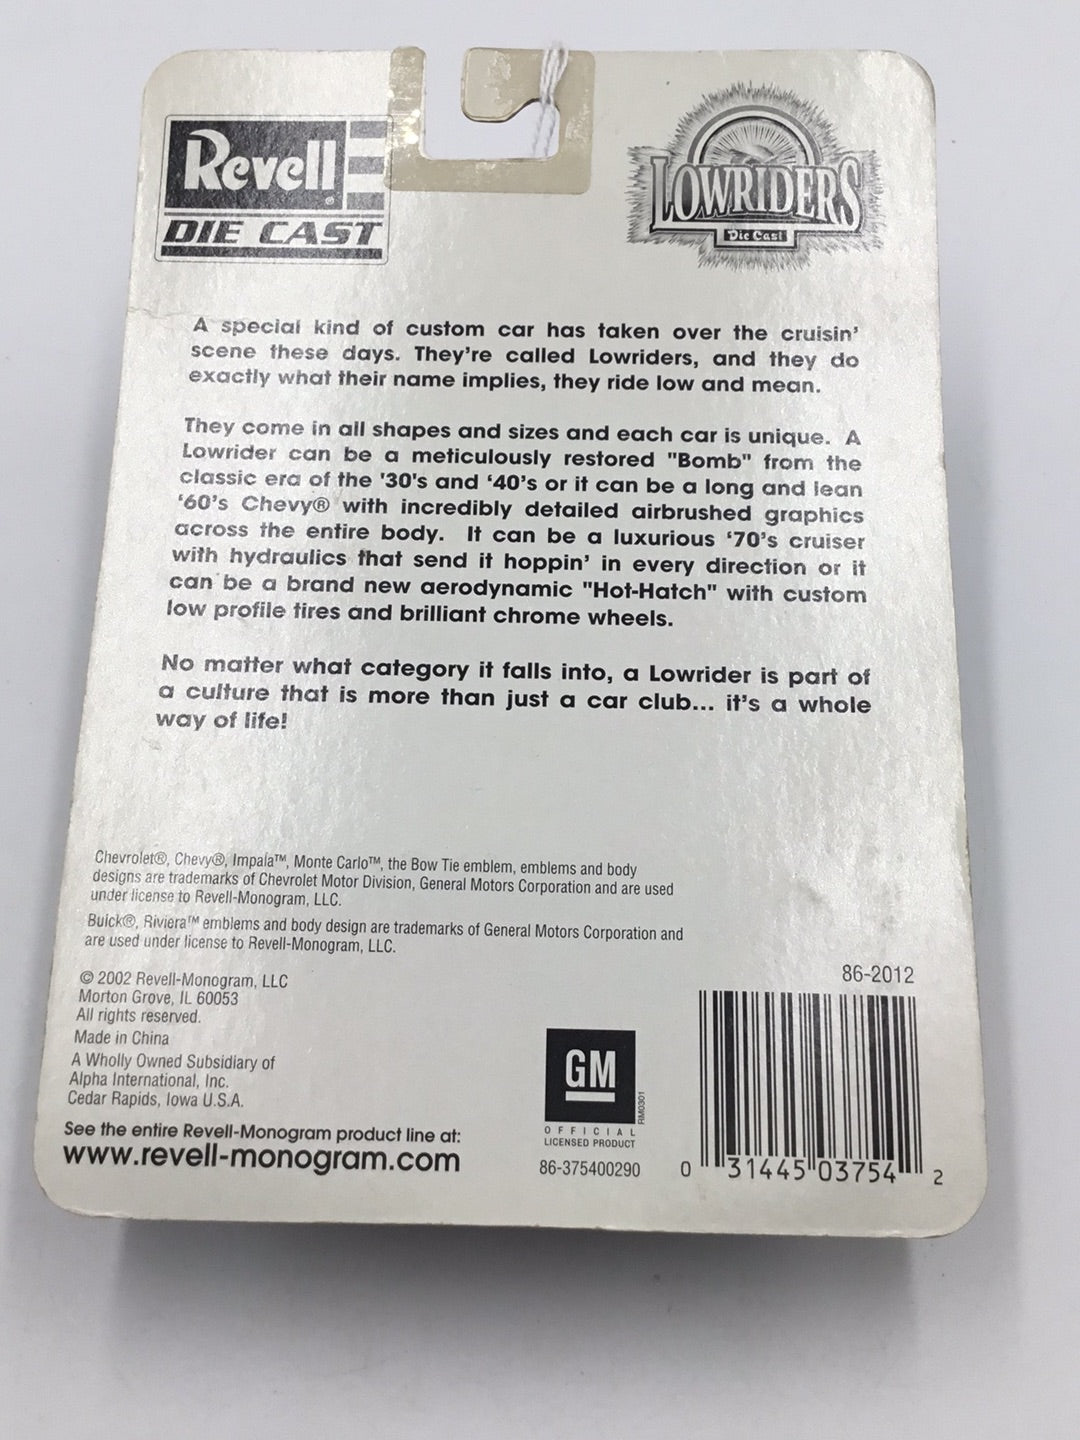 Revell®
DIE CAST
LOWRIDERS
Die Cast
A special kind of custom car has taken over the cruisin’
scene these days. They’re called Lowriders, and they do
exactly what their name implies, they ride low and mean.
They come in all shapes and sizes and each car is unique. A
Lowrider can be a meticulously restored "Bomb" from the
classic era of the '30's and ‘40’s or it can be a long and lean
‘60’s Chevy® with incredibly detailed airbrushed graphics
across the entire body. It can be a luxurious ‘70’s cruiser
with hydraulics that send it hoppin’ in every direction or it
can be a brand new aerodynamic "Hot-Hatch" with custom
low profile tires and brilliant chrome wheels.
No matter what category it falls into, a Lowrider is part of
a culture that is more than just a car club... it’s a whole
way of life!
Chevrolet®, Chevy®, Impala™, Monte Carlo™, the Bow Tie emblem, emblems and body
designs are trademarks of Chevrolet Motor Division, General Motors Corporation and are used
under license to Revell-Monogram, LLC.
Buick®, Riviera™ emblems and body design are trademarks of General Motors Corporation and
are used under license to Revell-Monogram, LLC.
© 2002 Revell-Monogram, LLC
Morton Grove, IL 60053
All rights reserved.
Made in China
A Wholly Owned Subsidiary of
Alpha International, Inc.
Cedar Rapids, Iowa U.S.A.
See the entire Revell-Monogram product line at:
www.revell-monogram.com
GM
RM0301
OFFICIAL
LICENSED PRODUCT
86-375400290
86-2012
0 31445 03754 2